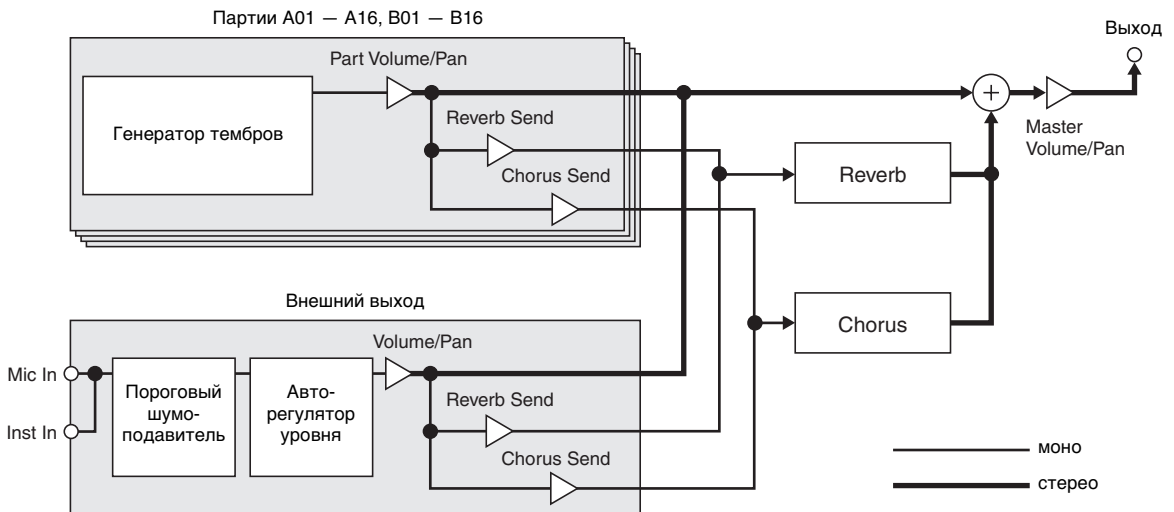 Партии A01 — A16, B01 — B16
Выход
Part Volume/Pan
Генератор тембров
Reverb Send
Chorus Send
+
Master
Volume/Pan
Reverb
Внешний выход
Chorus
Volume/Pan
Mic In
Inst In
Пороговый
шумо-
подавитель
Авто-
регулятор
уровня
Reverb Send
Chorus Send
моно
стерео